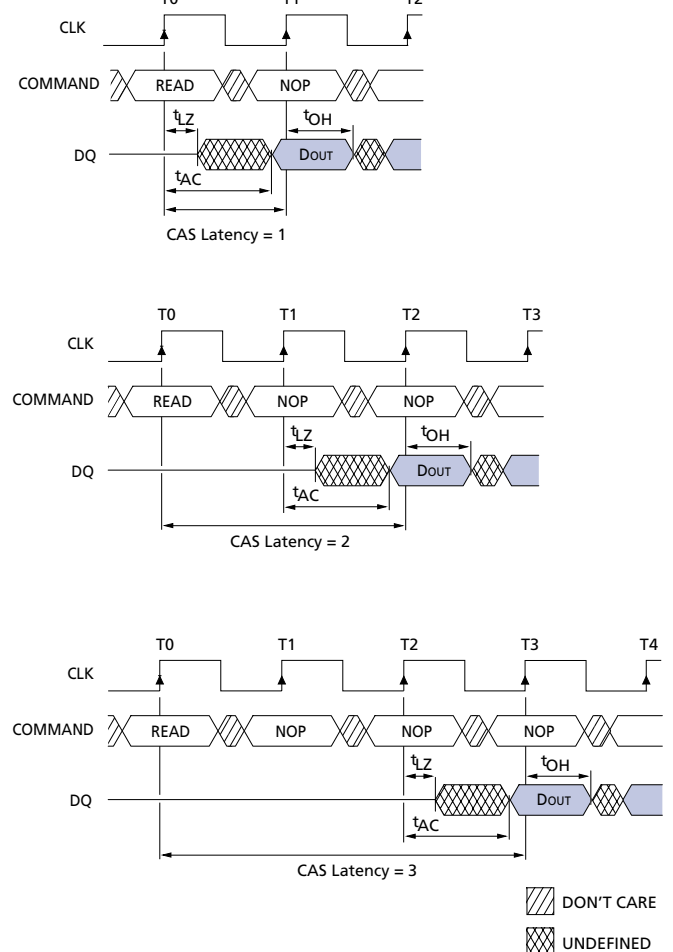 T0 T1 T2
CLK
COMMAND READ NOP
tLZ tOH
DQ DOUT
tAC
CAS Latency = 1
T0 T1 T2 T3
CLK
COMMAND READ NOP NOP
tLZ tOH
DQ DOUT
tAC
CAS Latency = 2
T0 T1 T2 T3 T4
CLK
COMMAND READ NOP NOP NOP
tLZ tOH
DQ DOUT
tAC
CAS Latency = 3
DON'T CARE
UNDEFINED